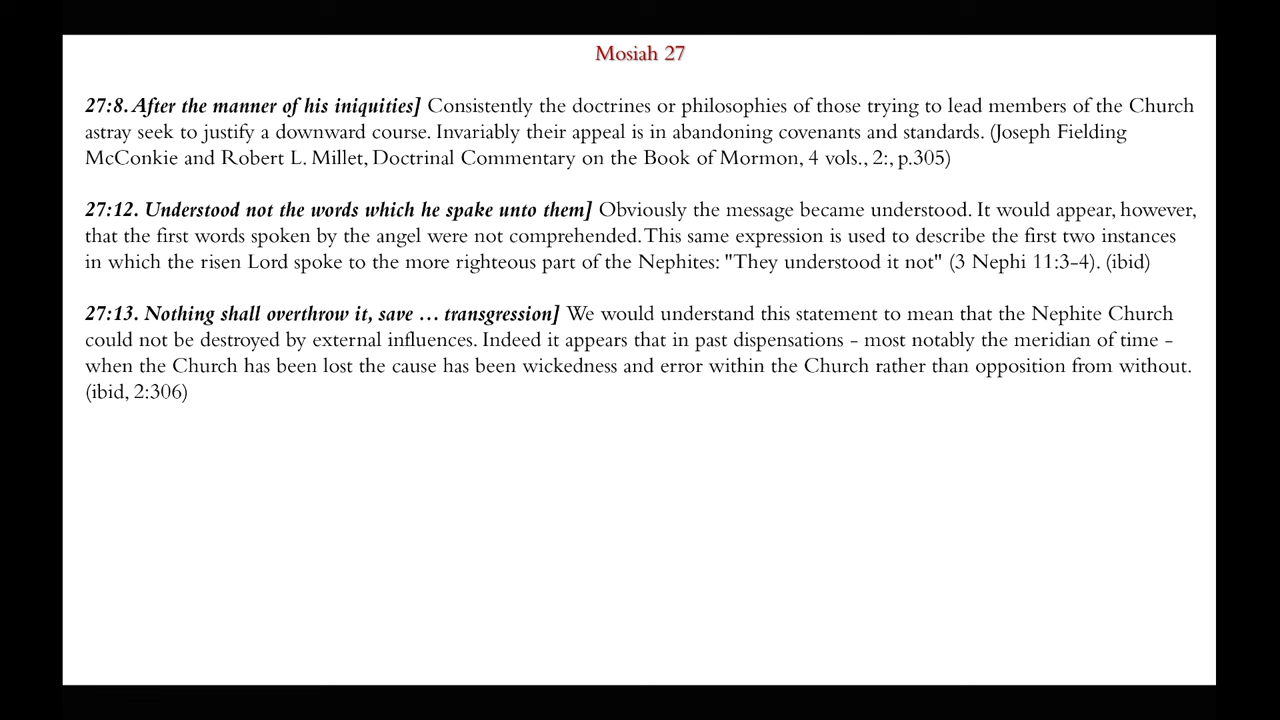 Mosiah 27
27:8. After the manner of his iniquities] Consistently the doctrines or philosophies of those trying to lead members of the Church
astray seek to justify a downward course. Invariably their appeal is in abandoning covenants and standards. (Joseph Fielding
McConkie and Robert L. Millet, Doctrinal Commentary on the Book of Mormon, 4 vols., 2:, p.305)
27:12. Understood not the words which he spake unto them] Obviously the message became understood. It would appear, however,
that the first words spoken by the angel were not comprehended. This same expression is used to describe the first two instances
in which the risen Lord spoke to the more righteous part of the Nephites: "They understood it not" (3 Nephi 11:3-4). (ibid)
27:13. Nothing shall overthrow it, save … transgression] We would understand this statement to mean that the Nephite Church
could not be destroyed by external influences. Indeed it appears that in past dispensations - most notably the meridian of time -
when the Church has been lost the cause has been wickedness and error within the Church rather than opposition from without.
(ibid, 2:306)